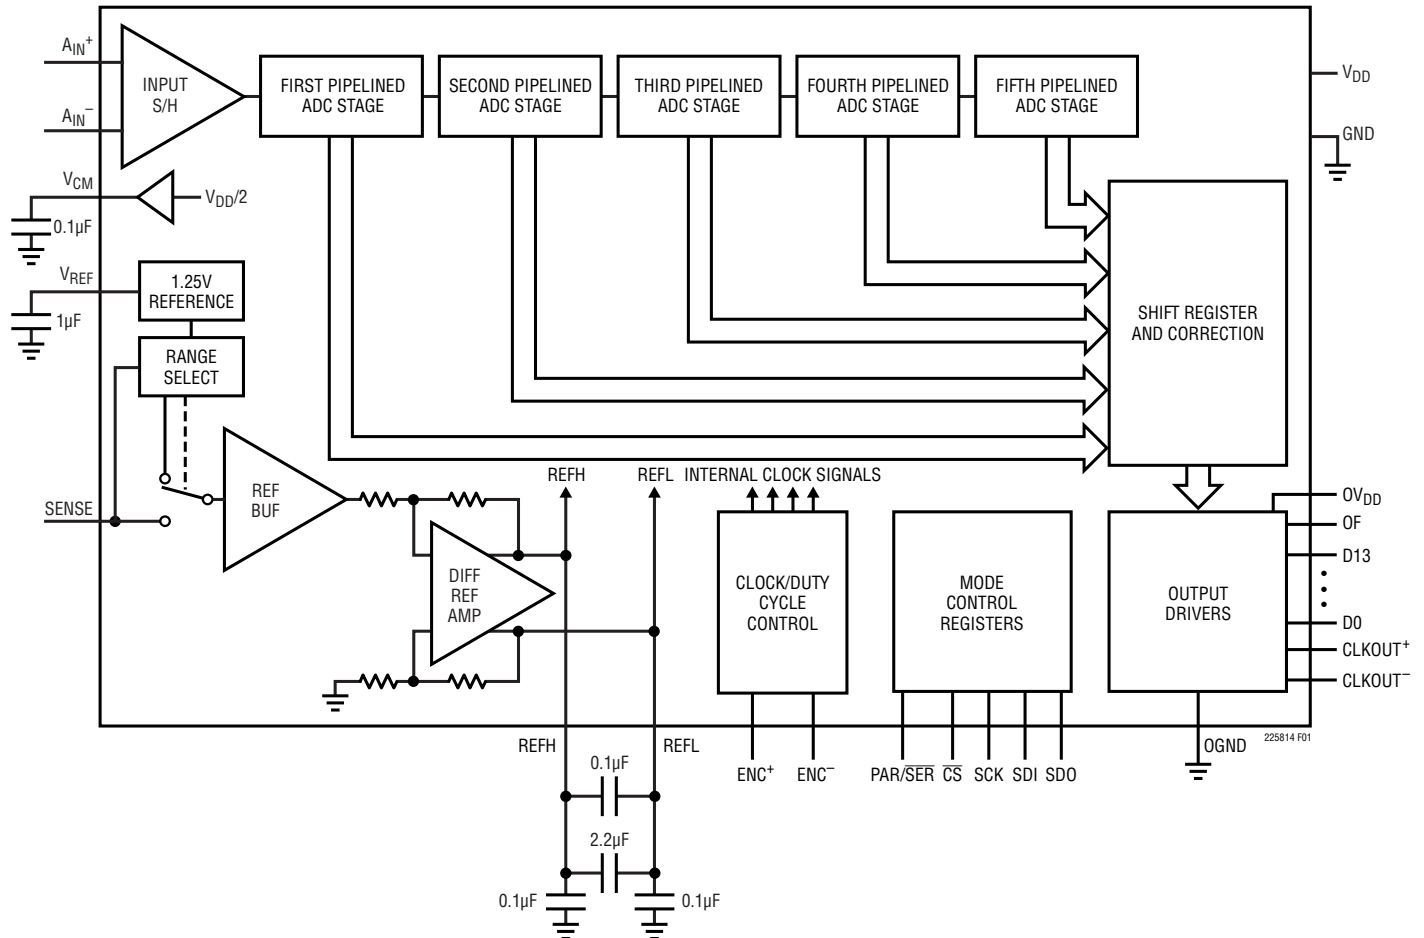 AIN+
INPUT
S/H
AIN−
FIRST PIPELINED
ADC STAGE
SECOND PIPELINED
ADC STAGE
THIRD PIPELINED
ADC STAGE
FOURTH PIPELINED
ADC STAGE
FIFTH PIPELINED
ADC STAGE
VDD
GND
VCM
VDD/2
0.1µF
VREF
1.25V
REFERENCE
1µF
RANGE
SELECT
SHIFT REGISTER
AND CORRECTION
SENSE
REF
BUF
DIFF
REF
AMP
REFH
REFL
INTERNAL CLOCK SIGNALS
CLOCK/DUTY
CYCLE
CONTROL
MODE
CONTROL
REGISTERS
OUTPUT
DRIVERS
OVDD
OF
D13
D0
CLKOUT+
CLKOUT−
REFH
REFL
ENC+
ENC−
PAR/SER
CS
SCK
SDI
SDO
OGND
225814 F01
0.1µF
2.2µF
0.1µF
0.1µF